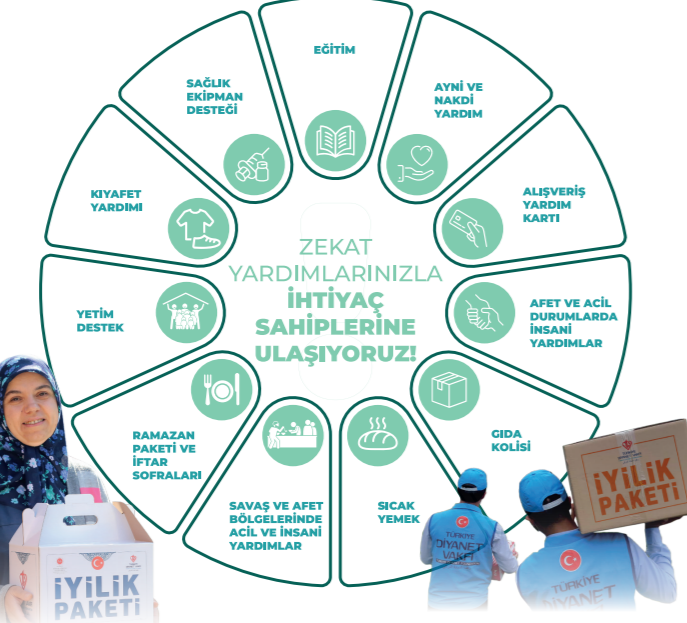 EĞİTİM
AYNİ VE
NAKDİ
YARDIM
ALIŞVERİŞ
YARDIM
KARTI
AFET VE ACİL
DURUMLARDA
İNSANİ
YARDIMLAR
GIDA
KOLİSİ
SICAK
YEMEK
SAVAŞ VE AFET
BÖLGELERİNDE
ACİL VE İNSANİ
YARDIMLAR
RAMAZAN
PAKETİ VE
İFTAR
SOFRALARI
YETİM
DESTEK
KIYAFET
YARDIMI
SAĞLIK
EKİPMAN
DESTEĞİ
ZEKAT
YARDIMLARINIZLA
İHTİYAÇ
SAHİPLERİNE
ULAŞIYORUZ!
İYİLİK
PAKETİ
TÜRKİYE
DİYANET
VAKFI
İYİLİK
PAKETİ
TÜRKİYE
DİYANET